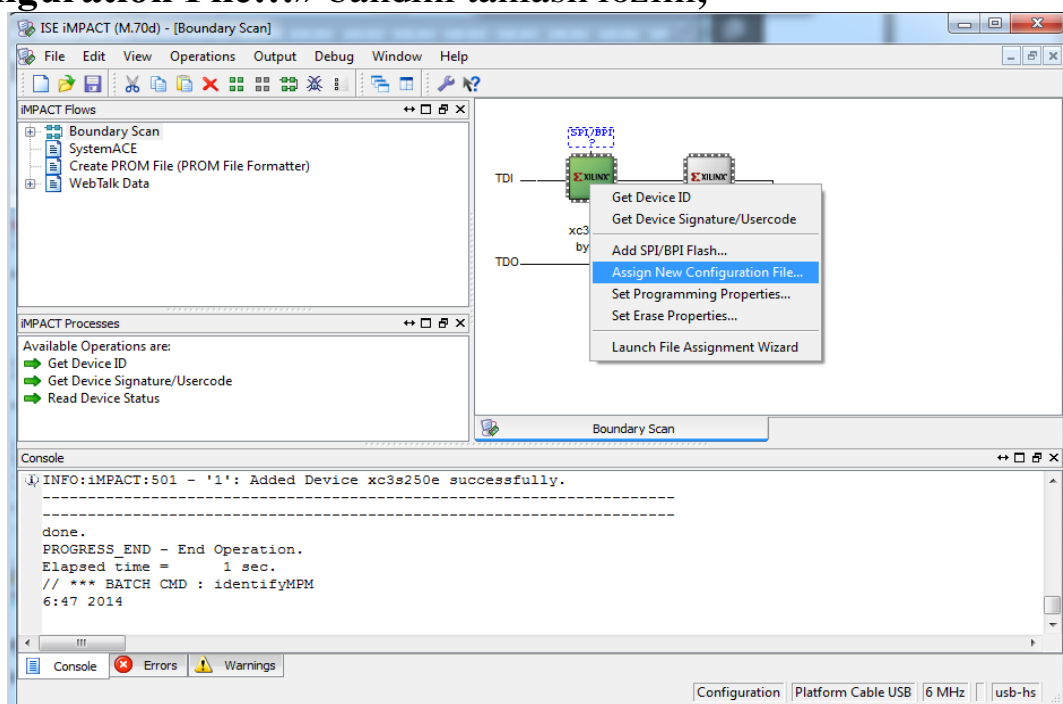 ISE iMPACT (M.70d) - [Boundary Scan]
File Edit View Operations Output Debug Window Help
iMPACT Flows
Boundary Scan
SystemACE
Create PROM File (PROM File Formatter)
WebTalk Data
SPI/BPI
?
TDI
XILINX
XILINX
xc3
by
TDO
Get Device ID
Get Device Signature/Usercode
Add SPI/BPI Flash...
Assign New Configuration File...
Set Programming Properties...
Set Erase Properties...
Launch File Assignment Wizard
iMPACT Processes
Available Operations are:
Get Device ID
Get Device Signature/Usercode
Read Device Status
Boundary Scan
Console
INFO:iMPACT:501 - '1': Added Device xc3s250e successfully.
----------------------------------------------------------------------
----------------------------------------------------------------------
done.
PROGRESS_END - End Operation.
Elapsed time =      1 sec.
// *** BATCH CMD : identifyMPM
6:47 2014
Console Errors Warnings
Configuration Platform Cable USB 6 MHz usb-hs